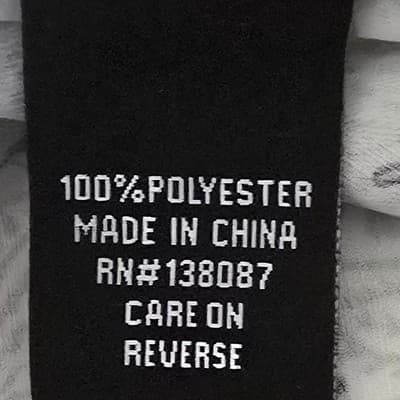 100%POLYESTER
MADE IN CHINA
RN#138087
CARE ON
REVERSE